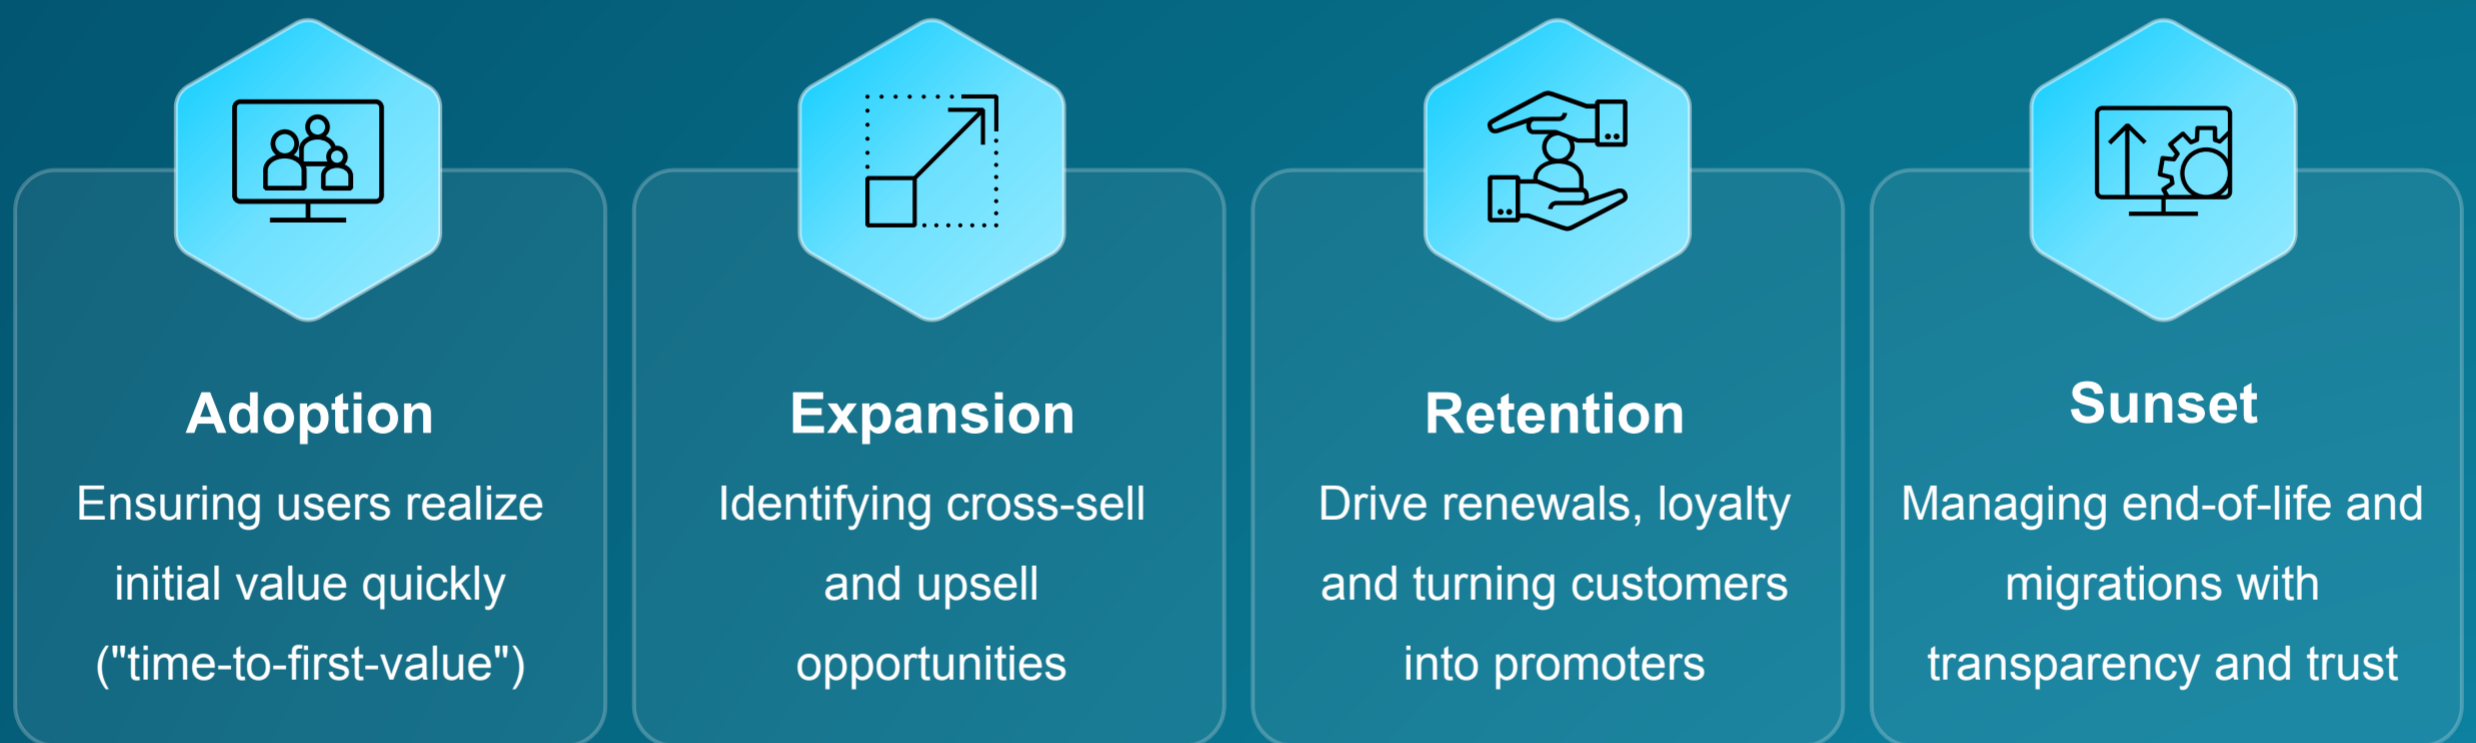 Adoption
Ensuring users realize
initial value quickly
("time-to-first-value")
Expansion
Identifying cross-sell
and upsell
opportunities
Retention
Drive renewals, loyalty
and turning customers
into promoters
Sunset
Managing end-of-life and
migrations with
transparency and trust